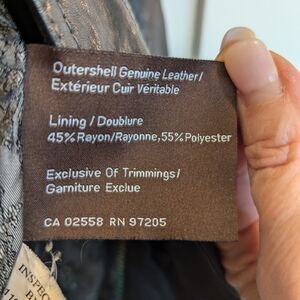 Outershell Genuine Leather/
Extérieur Cuir Véritable
Lining / Doublure
45% Rayon/Rayonne, 55% Polyester
Exclusive Of Trimmings/
Garniture Exclue
CA 02558 RN 97205
INSPEC